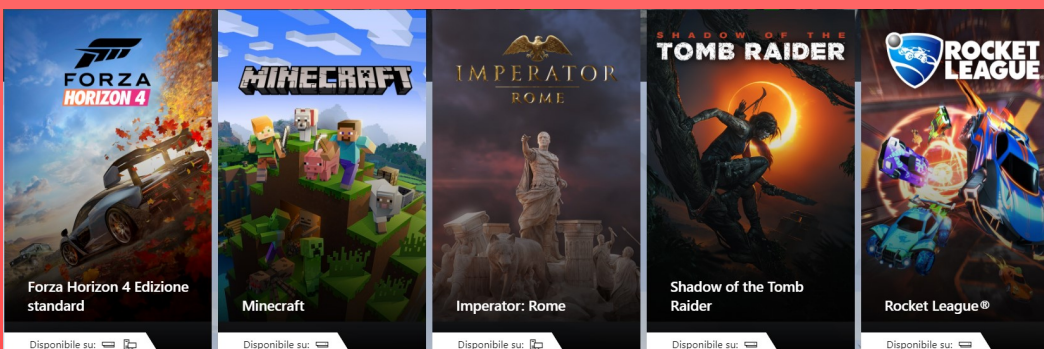 FORZA
HORIZON 4
Forza Horizon 4 Edizione
standard
Disponibile su:
MINECRAFT
Minecraft
Disponibile su:
IMPERATOR
ROME
Imperator: Rome
Disponibile su:
SHADOW OF THE
TOMB RAIDER
Shadow of the Tomb
Raider
Disponibile su:
ROCKET
LEAGUE
Rocket League®
Disponibile su: